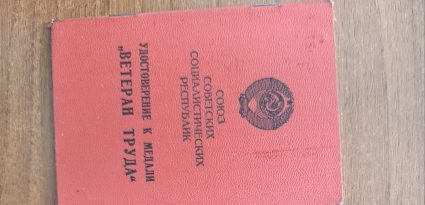 СОЮЗ
СОВЕТСКИХ
СОЦИАЛИСТИЧЕСКИХ
РЕСПУБЛИК
УДОСТОВЕРЕНИЕ К МЕДАЛИ
„ВЕТЕРАН ТРУДА“